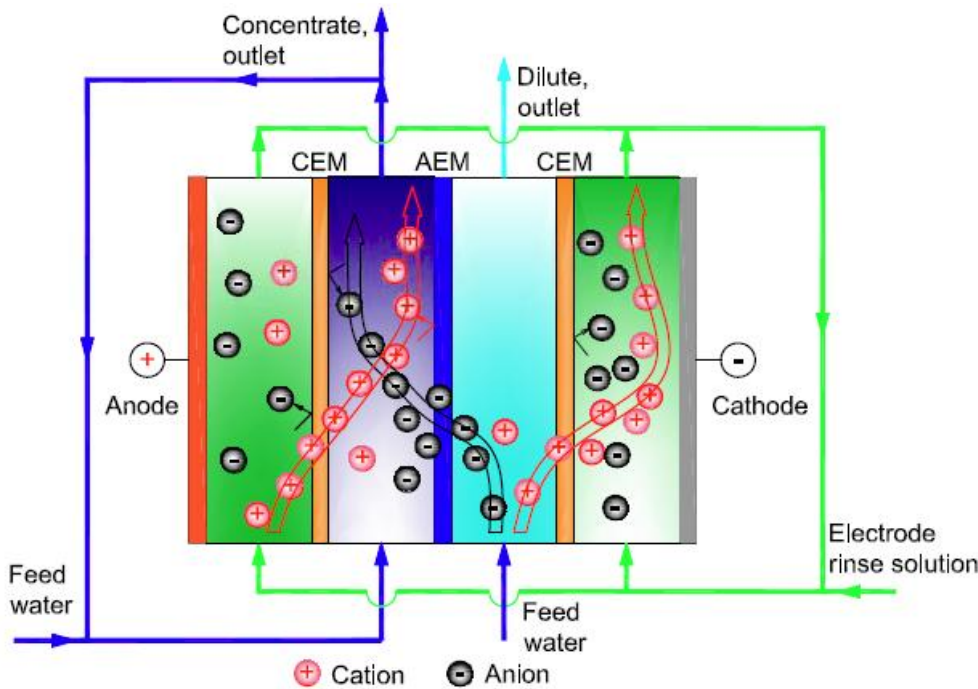 Concentrate,
outlet
Dilute,
outlet
CEM
AEM
CEM
+
Anode
-
Cathode
Electrode
rinse solution
Feed
water
Feed
water
+ Cation
- Anion